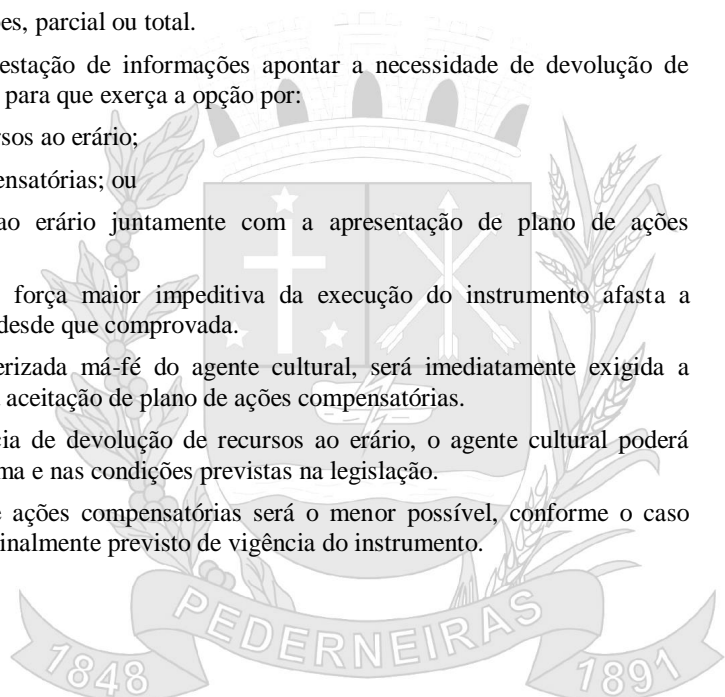 es, parcial ou total.
estação de informações apontar a necessidade de devolução de
para que exerça a opção por:
rsos ao erário;
ensatórias; ou
ao erário juntamente com a apresentação de plano de ações
força maior impeditiva da execução do instrumento afasta a
desde que comprovada.
erizada má-fé do agente cultural, será imediatamente exigida a
aceitação de plano de ações compensatórias.
cia de devolução de recursos ao erário, o agente cultural poderá
ma e nas condições previstas na legislação.
e ações compensatórias será o menor possível, conforme o caso
inalmente previsto de vigência do instrumento.
PEDERNEIRAS
1848
1891